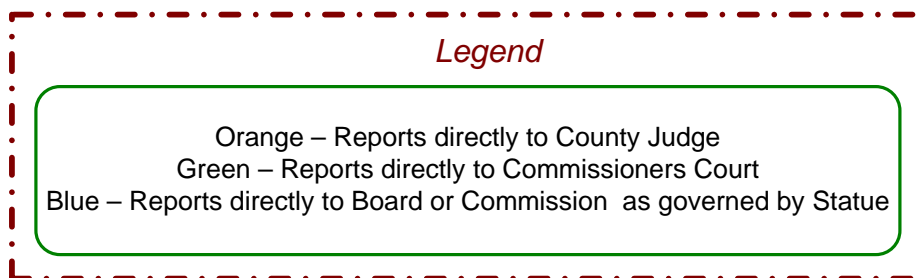 Legend
Orange – Reports directly to County Judge
Green – Reports directly to Commissioners Court
Blue – Reports directly to Board or Commission  as governed by Statue